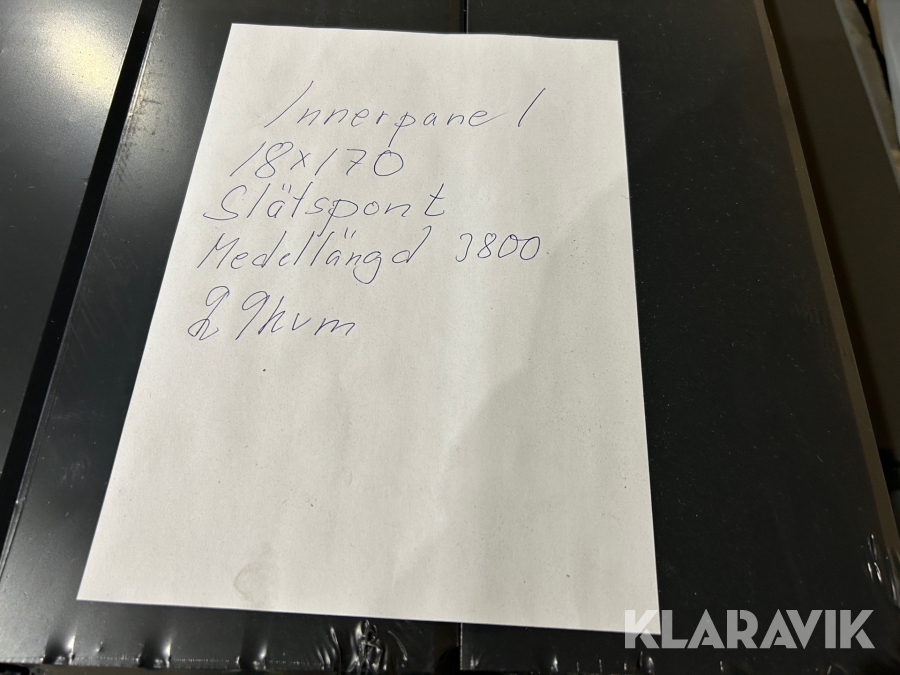 Innerpanel
18x170
Slätspont
Medellängd 3800
29kvm
KLARAVIK